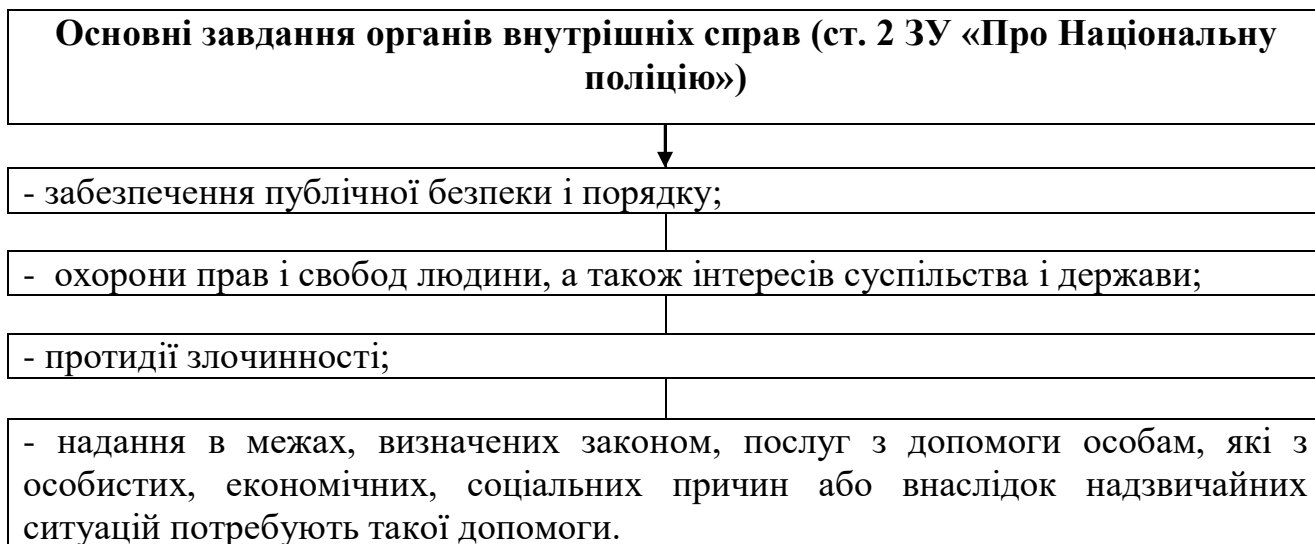 Основні завдання органів внутрішніх справ (ст. 2 ЗУ «Про Національну
поліцію»)
- забезпечення публічної безпеки і порядку;
- охорони прав і свобод людини, а також інтересів суспільства і держави;
- протидії злочинності;
- надання в межах, визначених законом, послуг з допомоги особам, які з
особистих, економічних, соціальних причин або внаслідок надзвичайних
ситуацій потребують такої допомоги.